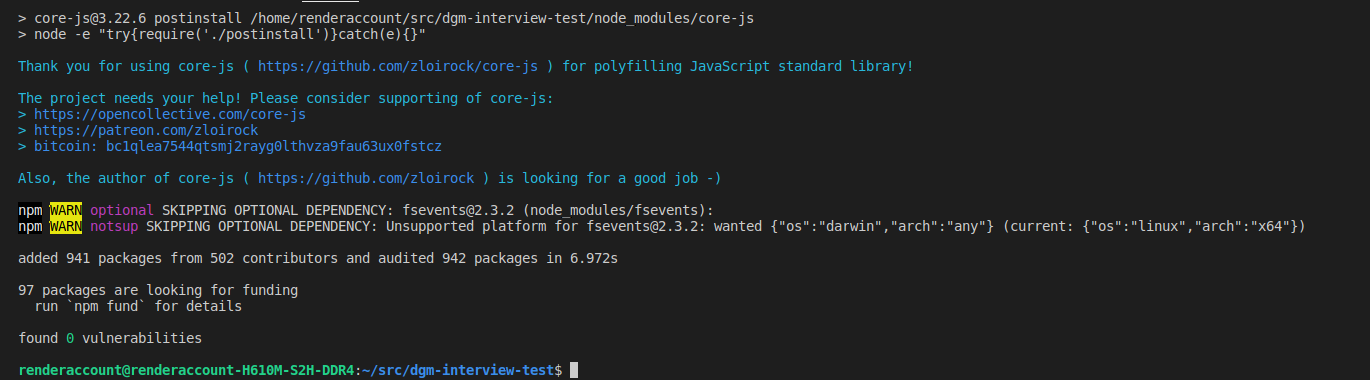 > core-js@3.22.6 postinstall /home/renderaccount/src/dgm-interview-test/node_modules/core-js
> node -e "try{require('./postinstall')}catch(e){}"
Thank you for using core-js ( https://github.com/zloirock/core-js ) for polyfilling JavaScript standard library!
The project needs your help! Please consider supporting of core-js:
> https://opencollective.com/core-js
> https://patreon.com/zloirock
> bitcoin: bc1qlea7544qtsmj2rayg0lthvza9fau63ux0fstcz
Also, the author of core-js ( https://github.com/zloirock ) is looking for a good job -)
npm WARN optional SKIPPING OPTIONAL DEPENDENCY: fsevents@2.3.2 (node_modules/fsevents):
npm WARN notsup SKIPPING OPTIONAL DEPENDENCY: Unsupported platform for fsevents@2.3.2: wanted {"os":"darwin","arch":"any"} (current: {"os":"linux","arch":"x64"})
added 941 packages from 502 contributors and audited 942 packages in 6.972s
97 packages are looking for funding
  run `npm fund` for details
found 0 vulnerabilities
renderaccount@renderaccount-H610M-S2H-DDR4:~/src/dgm-interview-test$